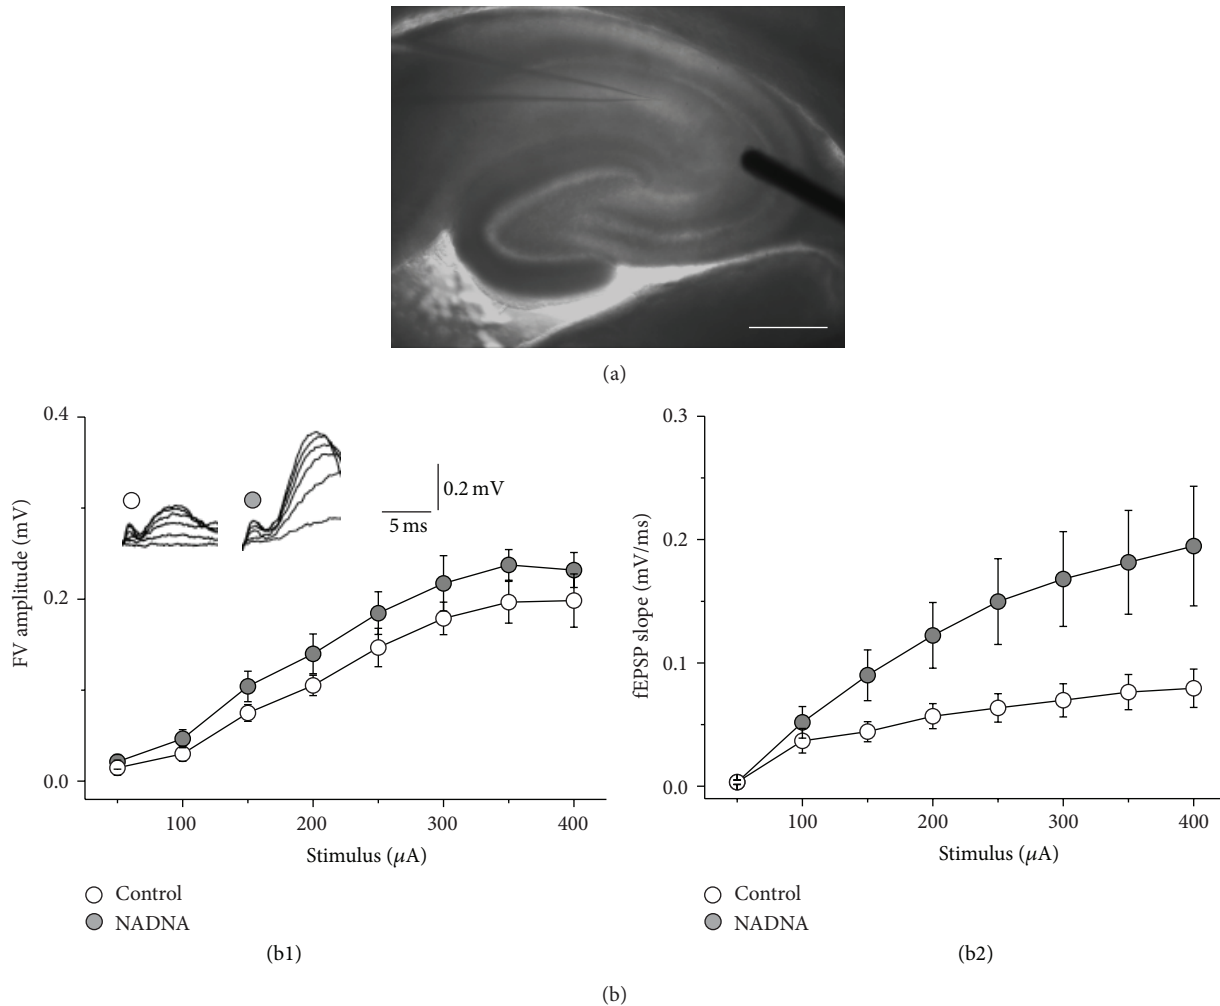 (a)
0.4
0.2
0.0
FV amplitude (mV)
0.2 mV
5 ms
100
200
300
400
Stimulus (μA)
Control
NADNA
(b1)
0.3
0.2
0.1
0.0
fEPSP slope (mV/ms)
100
200
300
400
Stimulus (μA)
Control
NADNA
(b2)
(b)